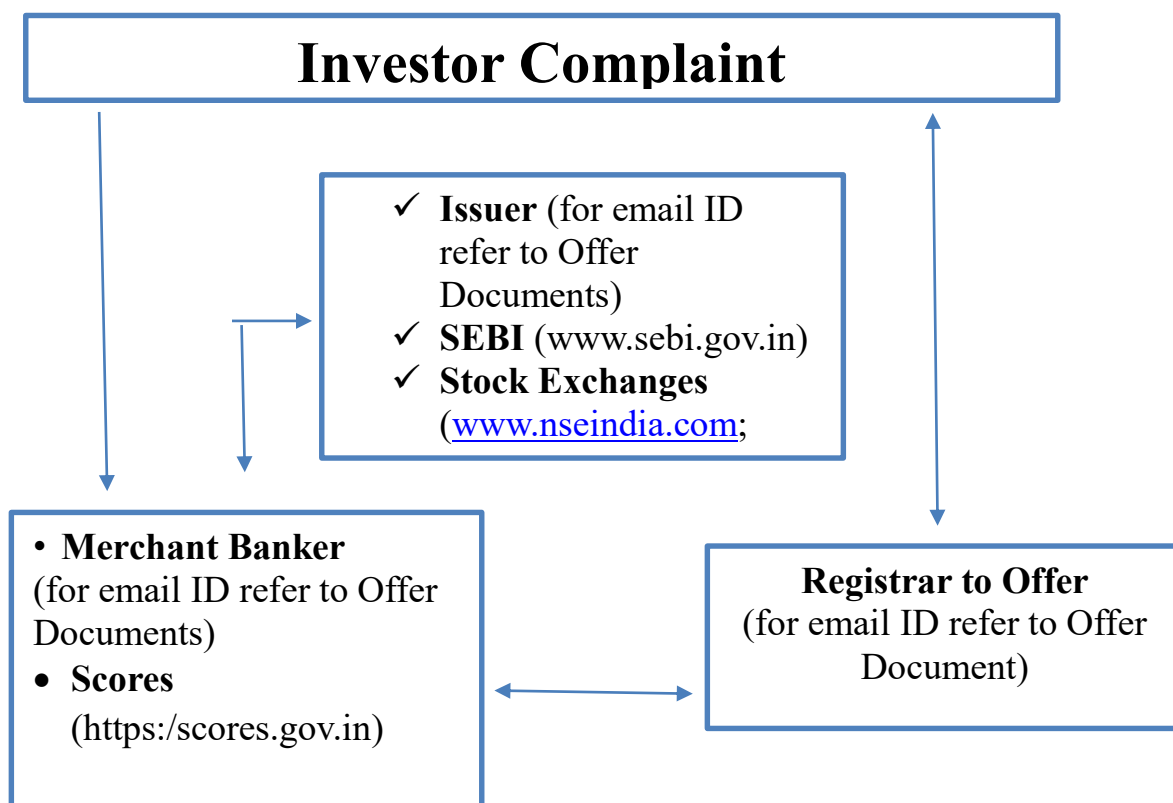 Investor Complaint
✓ Issuer (for email ID
refer to Offer
Documents)
✓ SEBI (www.sebi.gov.in)
✓ Stock Exchanges
(www.nseindia.com;
• Merchant Banker
(for email ID refer to Offer
Documents)
• Scores
(https:/scores.gov.in)
Registrar to Offer
(for email ID refer to Offer
Document)